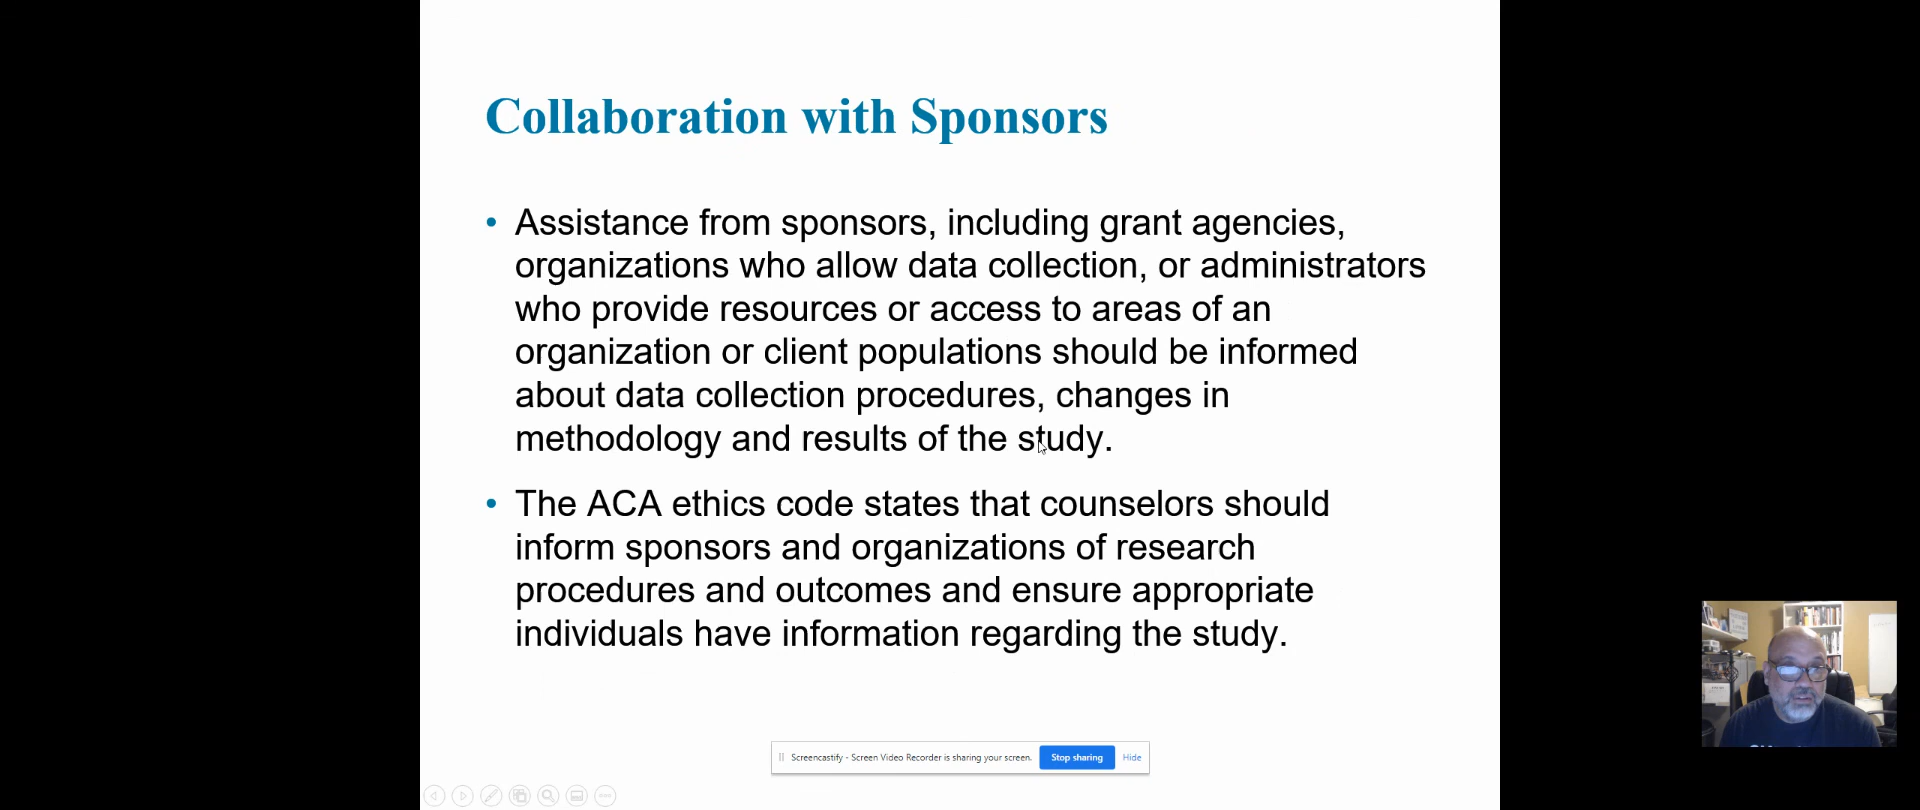 Collaboration with Sponsors
• Assistance from sponsors, including grant agencies,
organizations who allow data collection, or administrators
who provide resources or access to areas of an
organization or client populations should be informed
about data collection procedures, changes in
methodology and results of the study.
• The ACA ethics code states that counselors should
inform sponsors and organizations of research
procedures and outcomes and ensure appropriate
individuals have information regarding the study.
Screencastify - Screen Video Recorder is sharing your screen. Stop sharing Hide